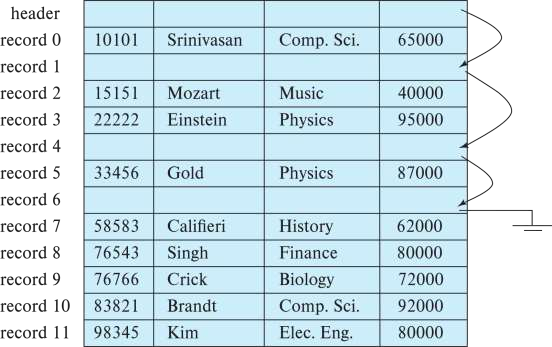 header
record 0 10101 Srinivasan Comp. Sci. 65000
record 1
record 2 15151 Mozart Music 40000
record 3 22222 Einstein Physics 95000
record 4
record 5 33456 Gold Physics 87000
record 6
record 7 58583 Califieri History 62000
record 8 76543 Singh Finance 80000
record 9 76766 Crick Biology 72000
record 10 83821 Brandt Comp. Sci. 92000
record 11 98345 Kim Elec. Eng. 80000